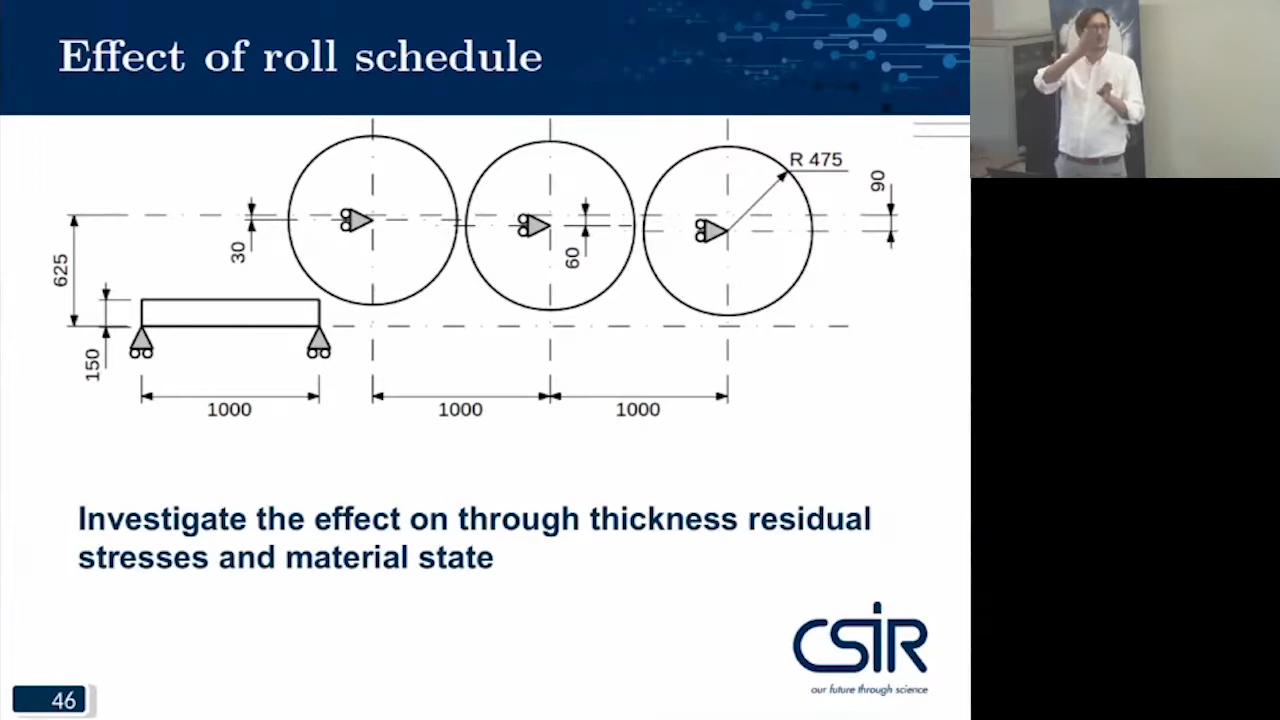 Effect of roll schedule
R 475
90
30
60
625
150
1000
1000
1000
Investigate the effect on through thickness residual
stresses and material state
CSIR
our future through science
46